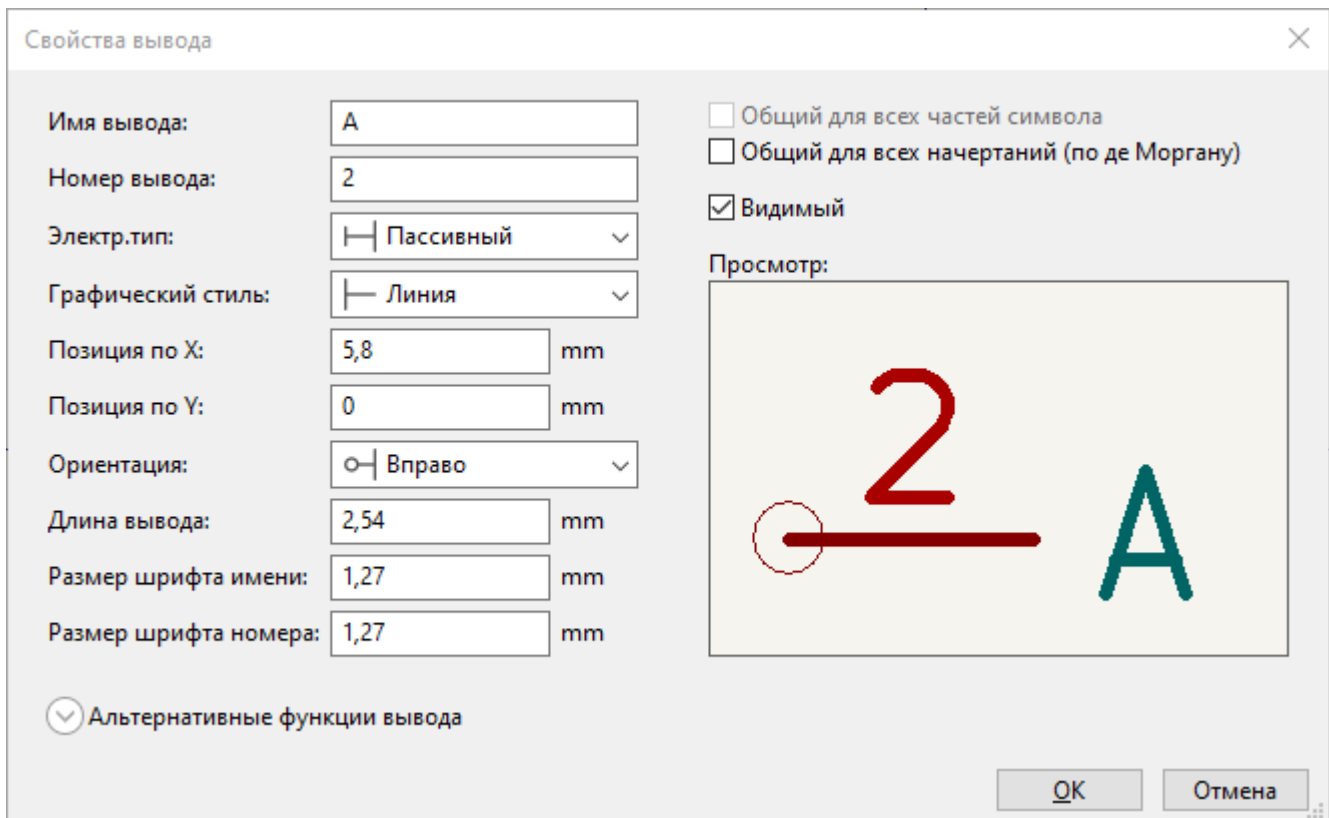 Свойства вывода
Имя вывода: A
Номер вывода: 2
Электр.тип: Пассивный
Графический стиль: Линия
Позиция по X: 5,8 mm
Позиция по Y: 0 mm
Ориентация: Вправо
Длина вывода: 2,54 mm
Размер шрифта имени: 1,27 mm
Размер шрифта номера: 1,27 mm
Альтернативные функции вывода
Общий для всех частей символа
Общий для всех начертаний (по де Моргану)
Видимый
Просмотр:
2
A
OK Отмена